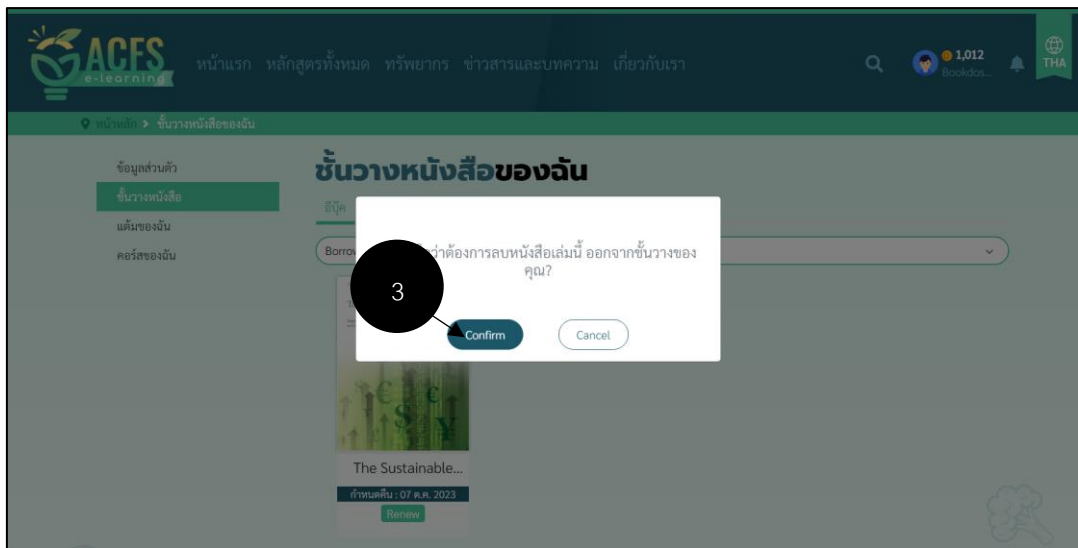 ACFS
e-learning
หน้าแรก หลักสูตรทั้งหมด ทรัพยากร ข่าวสารและบทความ เกี่ยวกับเรา
1,012
Bookdos...
THA
หน้าหลัก > ชั้นวางหนังสือของฉัน
ข้อมูลส่วนตัว
ชั้นวางหนังสือ
แต้มของฉัน
คอร์สของฉัน
ชั้นวางหนังสือของฉัน
อีบุ๊ค
Borrow
ว่าต้องการลบหนังสือเล่มนี้ ออกจากชั้นวางของ
คุณ?
3
Confirm
Cancel
The Sustainable...
กำหนดคืน : 07 ต.ค. 2023
Renew